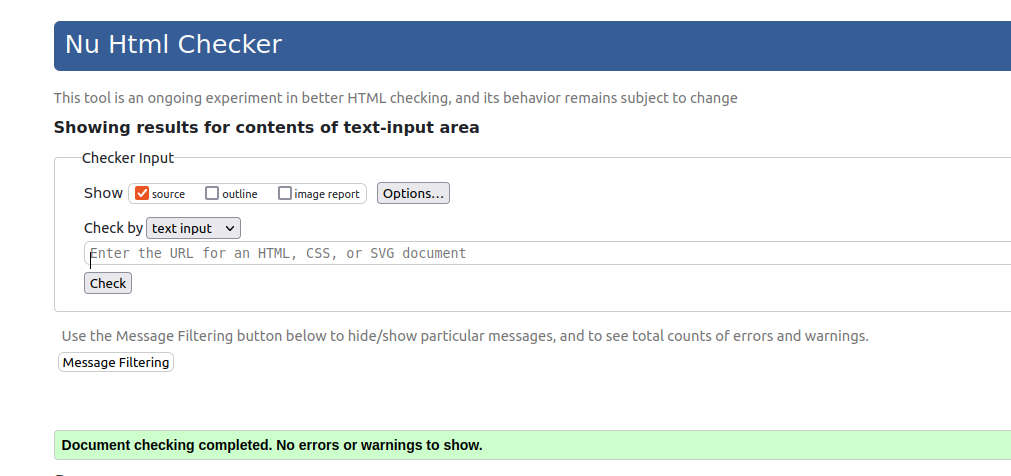 Nu Html Checker
This tool is an ongoing experiment in better HTML checking, and its behavior remains subject to change
Showing results for contents of text-input area
Checker Input
Show source outline image report Options...
Check by text input
Enter the URL for an HTML, CSS, or SVG document
Check
Use the Message Filtering button below to hide/show particular messages, and to see total counts of errors and warnings.
Message Filtering
Document checking completed. No errors or warnings to show.